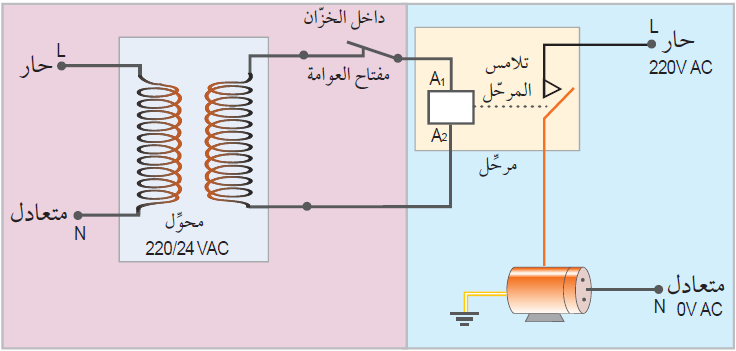 داخل الخزّان
مفتاح العوامة
L
حار
متعادل
N
محوِّل
220/24 VAC
A1
A2
تلامس
المرحّل
مرحِّل
L
حار
220V AC
متعادل
N
0V AC